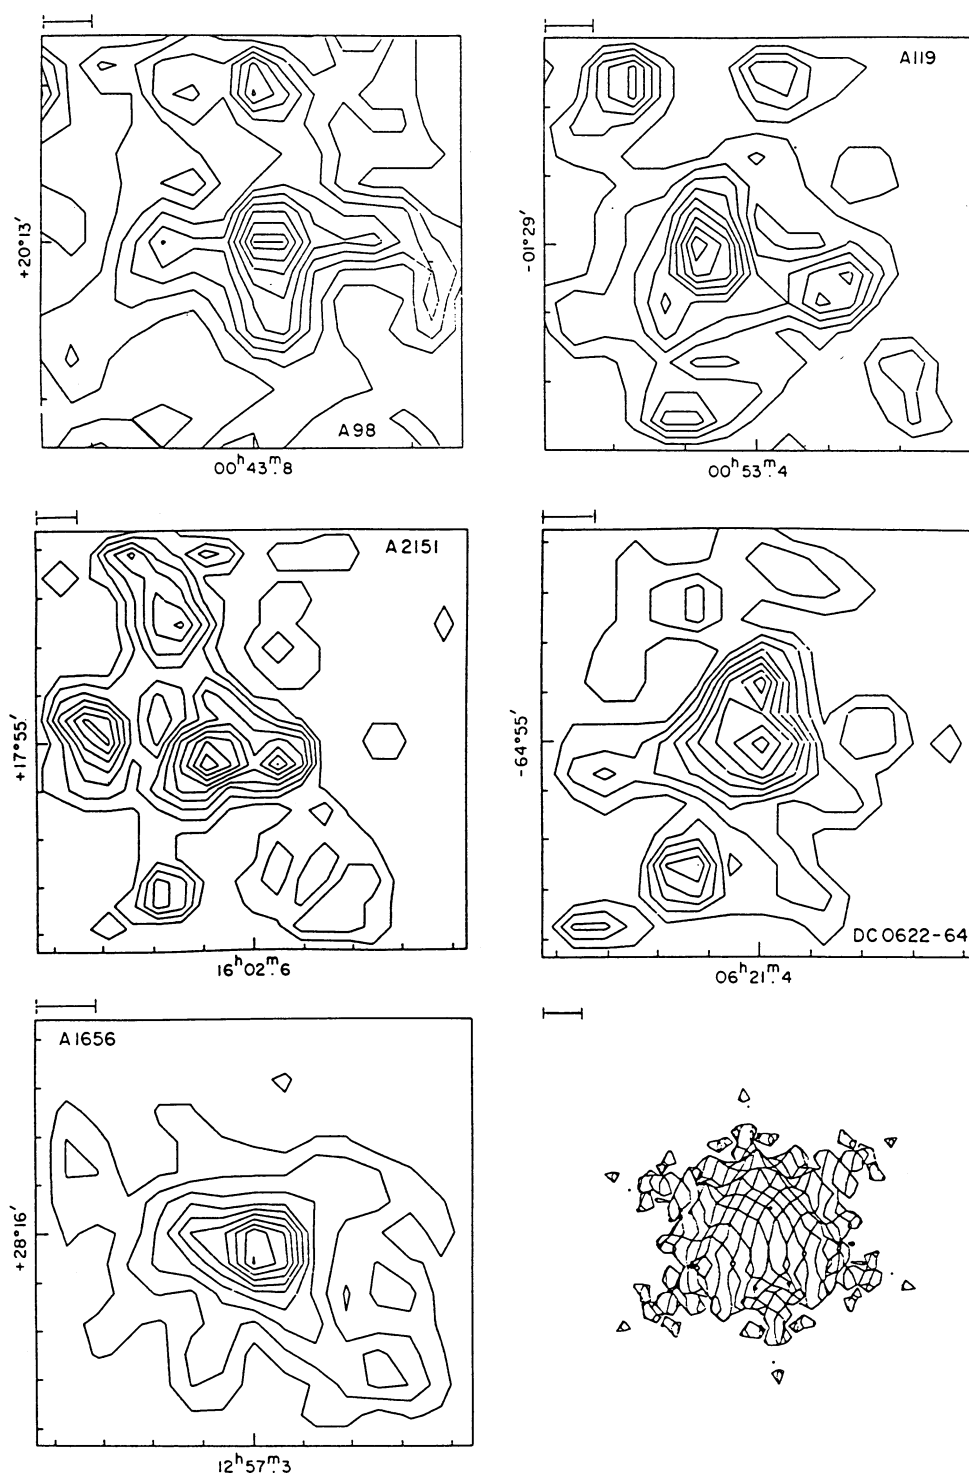 A119
+20°13′
-01°29′
A98
00ʰ43ᵐ.8
00ʰ53ᵐ.4
A2151
+17°55′
-64°55′
DC0622-64
16ʰ02ᵐ.6
06ʰ21ᵐ.4
A1656
+28°16′
12ʰ57ᵐ.3